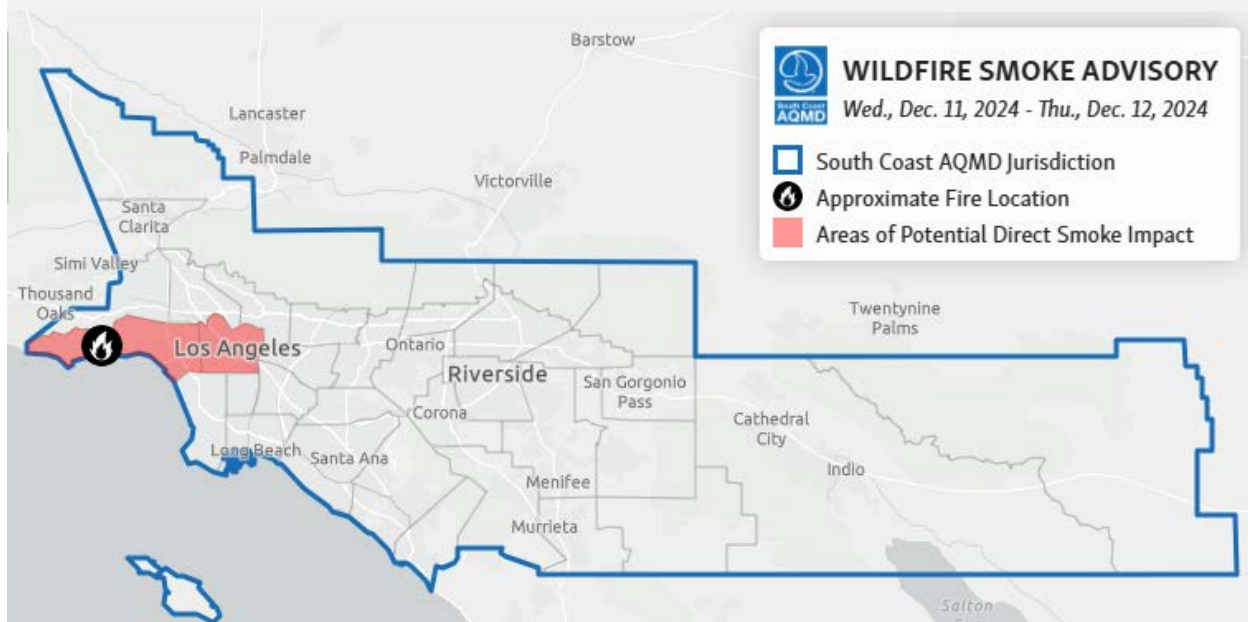 Barstow
Lancaster
Palmdale
Victorville
Santa
Clarita
Simi Valley
Thousand
Oaks
Los Angeles
Ontario
Riverside
San Gorgonio
Pass
Corona
Cathedral
City
Long Beach
Santa Ana
Indio
Menifee
Murrieta
Twentynine
Palms
Salton
South Coast
AQMD
WILDFIRE SMOKE ADVISORY
Wed., Dec. 11, 2024 - Thu., Dec. 12, 2024
South Coast AQMD Jurisdiction
Approximate Fire Location
Areas of Potential Direct Smoke Impact